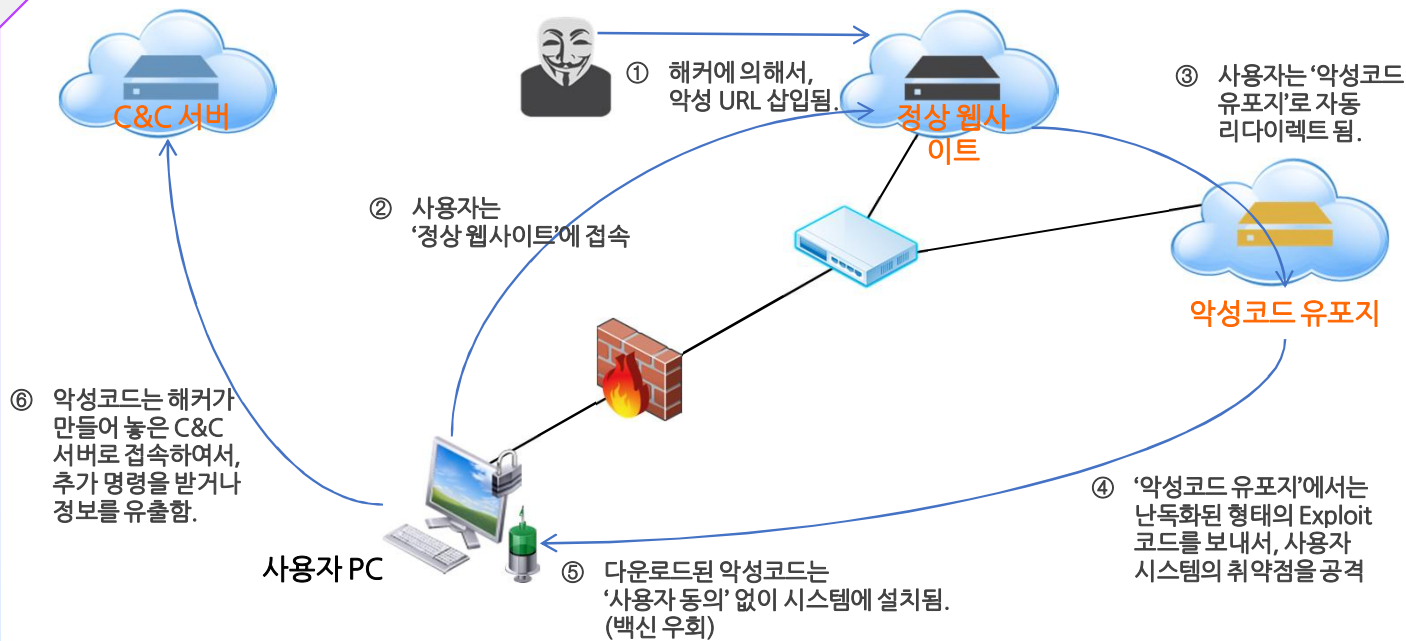 C&C 서버
① 해커에 의해서,
악성 URL 삽입됨.
정상 웹사
이트
③ 사용자는 ‘악성코드
유포지’로 자동
리다이렉트 됨.
② 사용자는
‘정상 웹사이트’에 접속
악성코드 유포지
⑥ 악성코드는 해커가
만들어 놓은 C&C
서버로 접속하여서,
추가 명령을 받거나
정보를 유출함.
④ ‘악성코드 유포지’에서는
난독화된 형태의 Exploit
코드를 보내서, 사용자
시스템의 취약점을 공격
사용자 PC
⑤ 다운로드된 악성코드는
‘사용자 동의’ 없이 시스템에 설치됨.
(백신 우회)